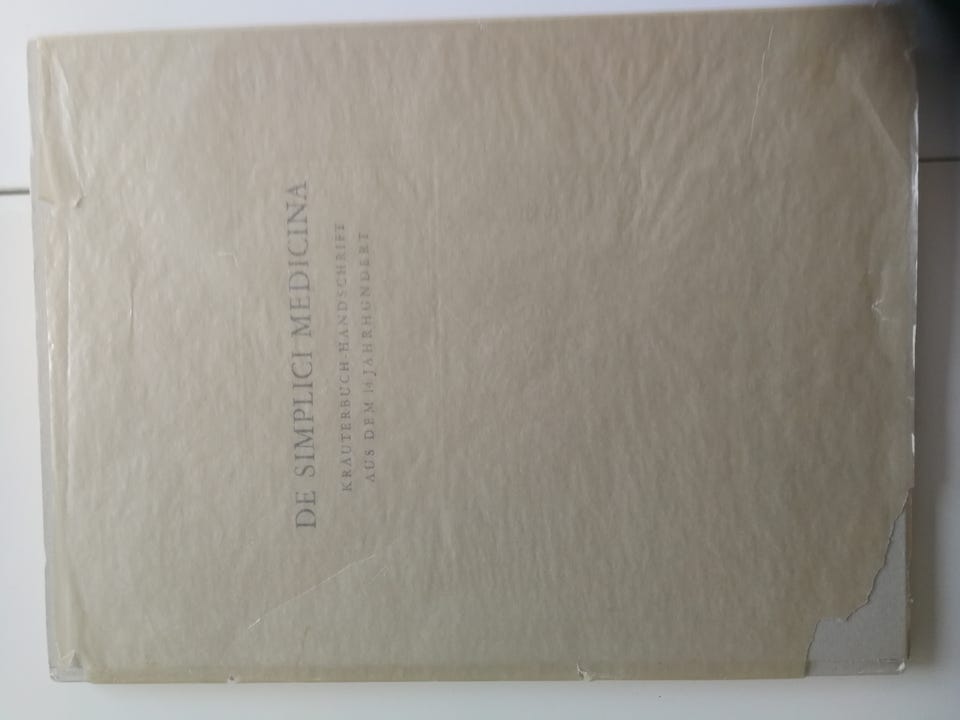 DE SIMPLICI MEDICINA
KRÄUTERBUCH-HANDSCHRIFT
AUS DEM 14. JAHRHUNDERT